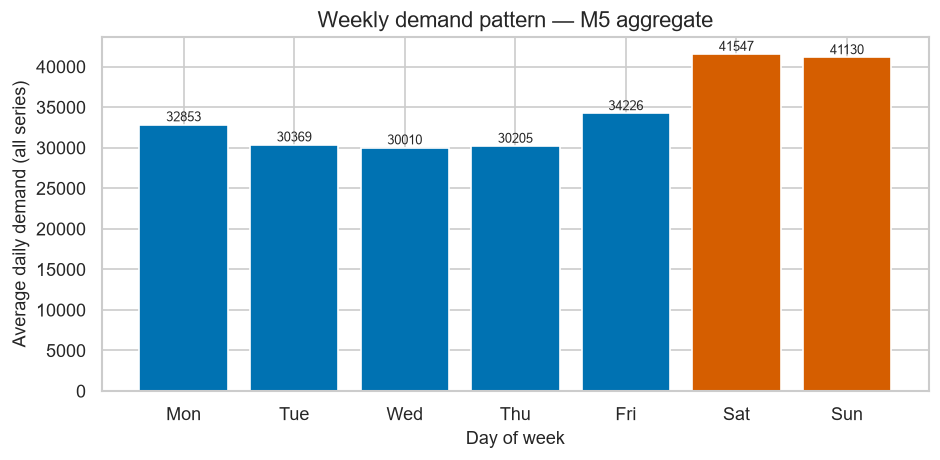 Weekly demand pattern — M5 aggregate
Average daily demand (all series)
40000
35000
30000
25000
20000
15000
10000
5000
0
32853
30369
30010
30205
34226
41547
41130
Mon
Tue
Wed
Thu
Fri
Sat
Sun
Day of week